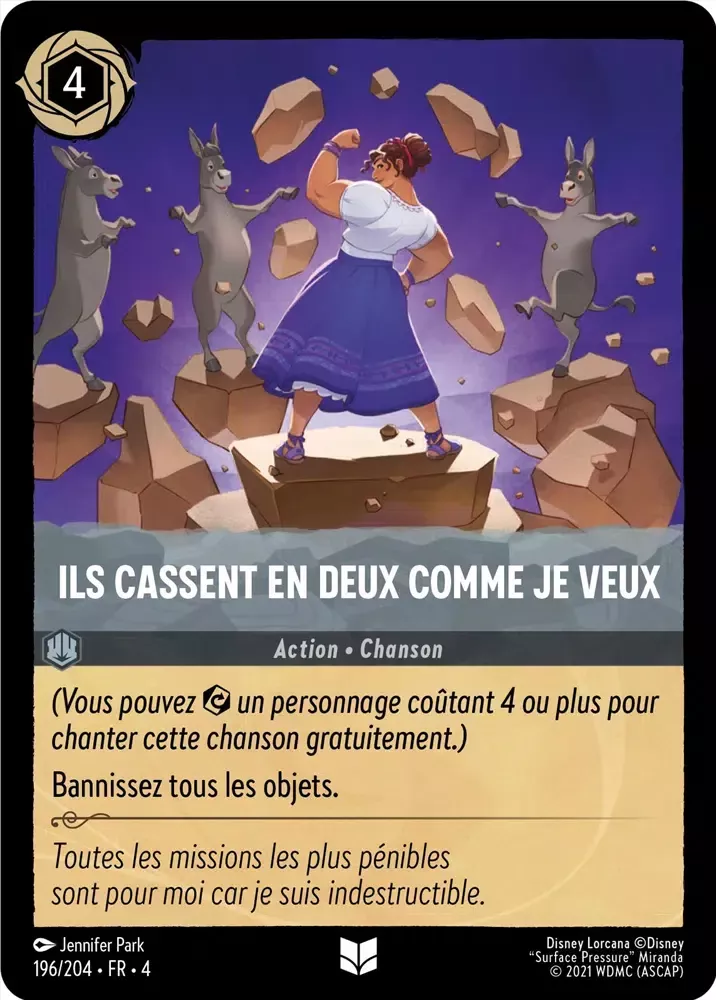 4
ILS CASSENT EN DEUX COMME JE VEUX
Action • Chanson
(Vous pouvez un personnage coûtant 4 ou plus pour
chanter cette chanson gratuitement.)
Bannissez tous les objets.
Toutes les missions les plus pénibles
sont pour moi car je suis indestructible.
Jennifer Park
196/204 • FR • 4
Disney Lorcana ©Disney
“Surface Pressure” Miranda
© 2021 WDMC (ASCAP)